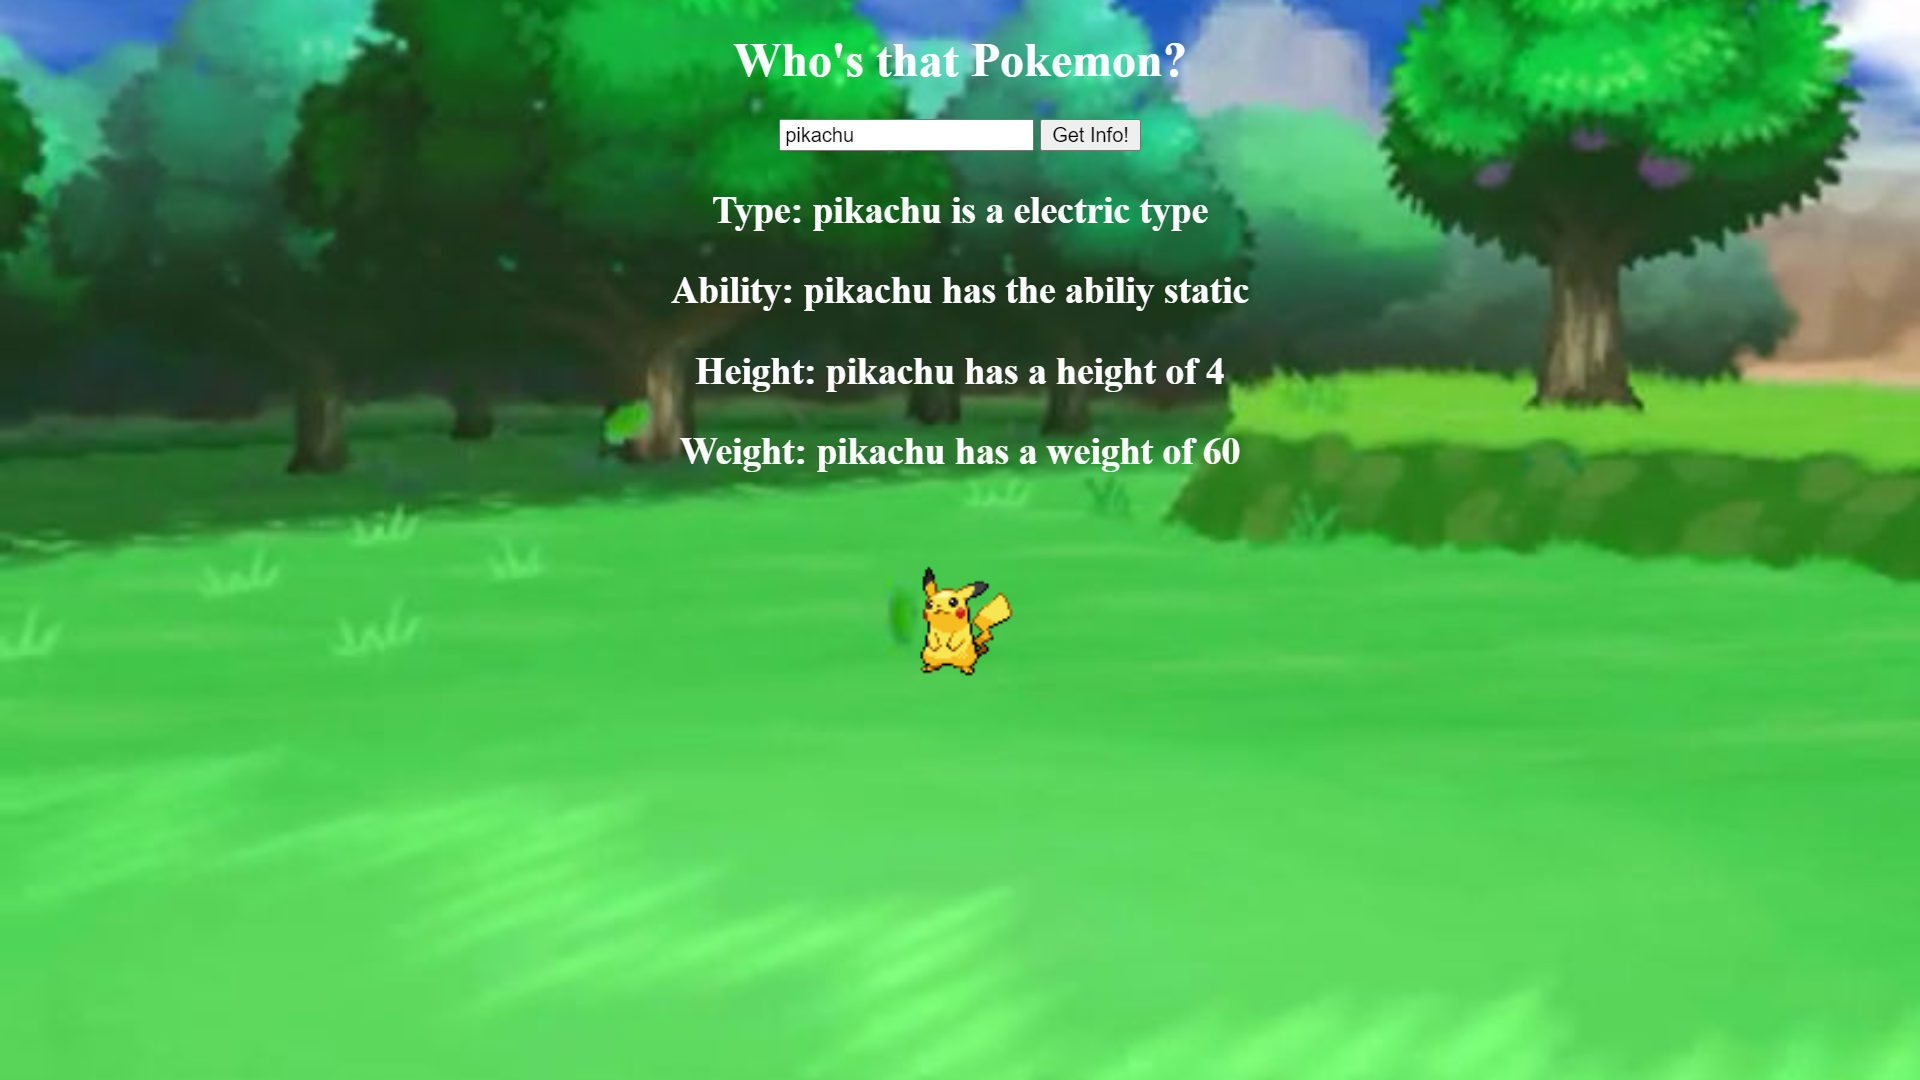 Who's that Pokemon?
pikachu Get Info!
Type: pikachu is a electric type
Ability: pikachu has the abiliy static
Height: pikachu has a height of 4
Weight: pikachu has a weight of 60